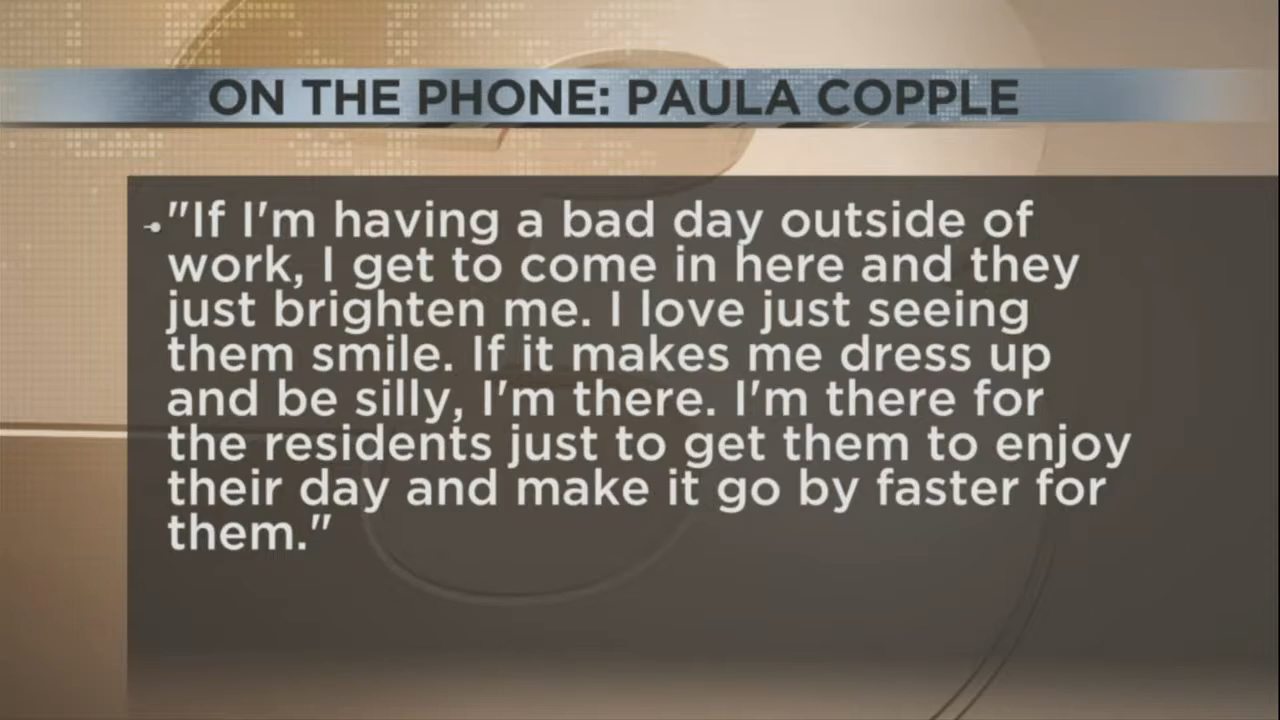 ON THE PHONE: PAULA COPPLE
"If I'm having a bad day outside of
work, I get to come in here and they
just brighten me. I love just seeing
them smile. If it makes me dress up
and be silly, I'm there. I'm there for
the residents just to get them to enjoy
their day and make it go by faster for
them."